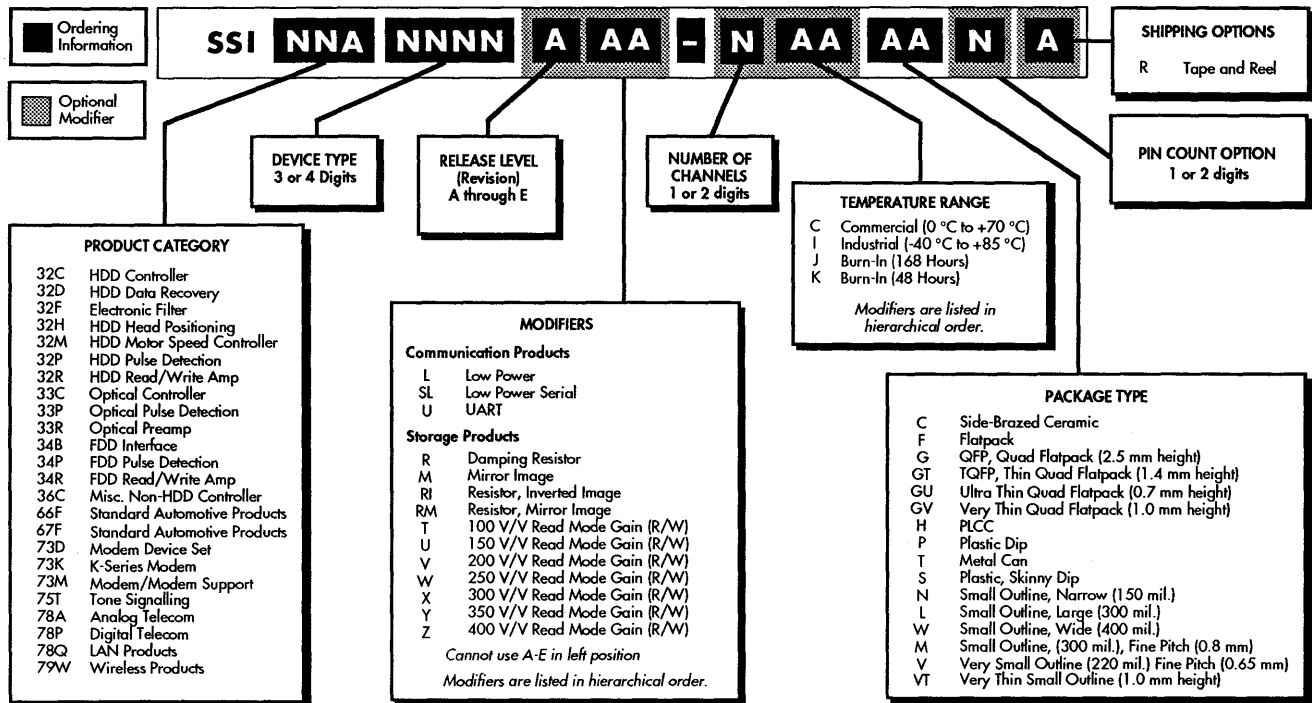 Ordering
Information
Optional
Modifier
SSI NNA NNNN A AA - N AA AA N A
SHIPPING OPTIONS
R Tape and Reel
DEVICE TYPE
3 or 4 Digits
RELEASE LEVEL
(Revision)
A through E
NUMBER OF
CHANNELS
1 or 2 digits
PIN COUNT OPTION
1 or 2 digits
TEMPERATURE RANGE
C Commercial (0 °C to +70 °C)
I Industrial (-40 °C to +85 °C)
J Burn-In (168 Hours)
K Burn-In (48 Hours)
Modifiers are listed in
hierarchical order.
PRODUCT CATEGORY
32C HDD Controller
32D HDD Data Recovery
32F Electronic Filter
32H HDD Head Positioning
32M HDD Motor Speed Controller
32P HDD Pulse Detection
32R HDD Read/Write Amp
33C Optical Controller
33P Optical Pulse Detection
33R Optical Preamp
34B FDD Interface
34P FDD Pulse Detection
34R FDD Read/Write Amp
36C Misc. Non-HDD Controller
66F Standard Automotive Products
67F Standard Automotive Products
73D Modem Device Set
73K K-Series Modem
73M Modem/Modem Support
75T Tone Signalling
78A Analog Telecom
78P Digital Telecom
78Q LAN Products
79W Wireless Products
MODIFIERS
Communication Products
L Low Power
SL Low Power Serial
U UART
Storage Products
R Damping Resistor
M Mirror Image
RI Resistor, Inverted Image
RM Resistor, Mirror Image
T 100 V/V Read Mode Gain (R/W)
U 150 V/V Read Mode Gain (R/W)
V 200 V/V Read Mode Gain (R/W)
W 250 V/V Read Mode Gain (R/W)
X 300 V/V Read Mode Gain (R/W)
Y 350 V/V Read Mode Gain (R/W)
Z 400 V/V Read Mode Gain (R/W)
Cannot use A-E in left position
Modifiers are listed in hierarchical order.
PACKAGE TYPE
C Side-Brazed Ceramic
F Flatpack
G QFP, Quad Flatpack (2.5 mm height)
GT TQFP, Thin Quad Flatpack (1.4 mm height)
GU Ultra Thin Quad Flatpack (0.7 mm height)
GV Very Thin Quad Flatpack (1.0 mm height)
H PLCC
P Plastic Dip
T Metal Can
S Plastic, Skinny Dip
N Small Outline, Narrow (150 mil.)
L Small Outline, Large (300 mil.)
W Small Outline, Wide (400 mil.)
M Small Outline, (300 mil.), Fine Pitch (0.8 mm)
V Very Small Outline (220 mil.) Fine Pitch (0.65 mm)
VT Very Thin Small Outline (1.0 mm height)